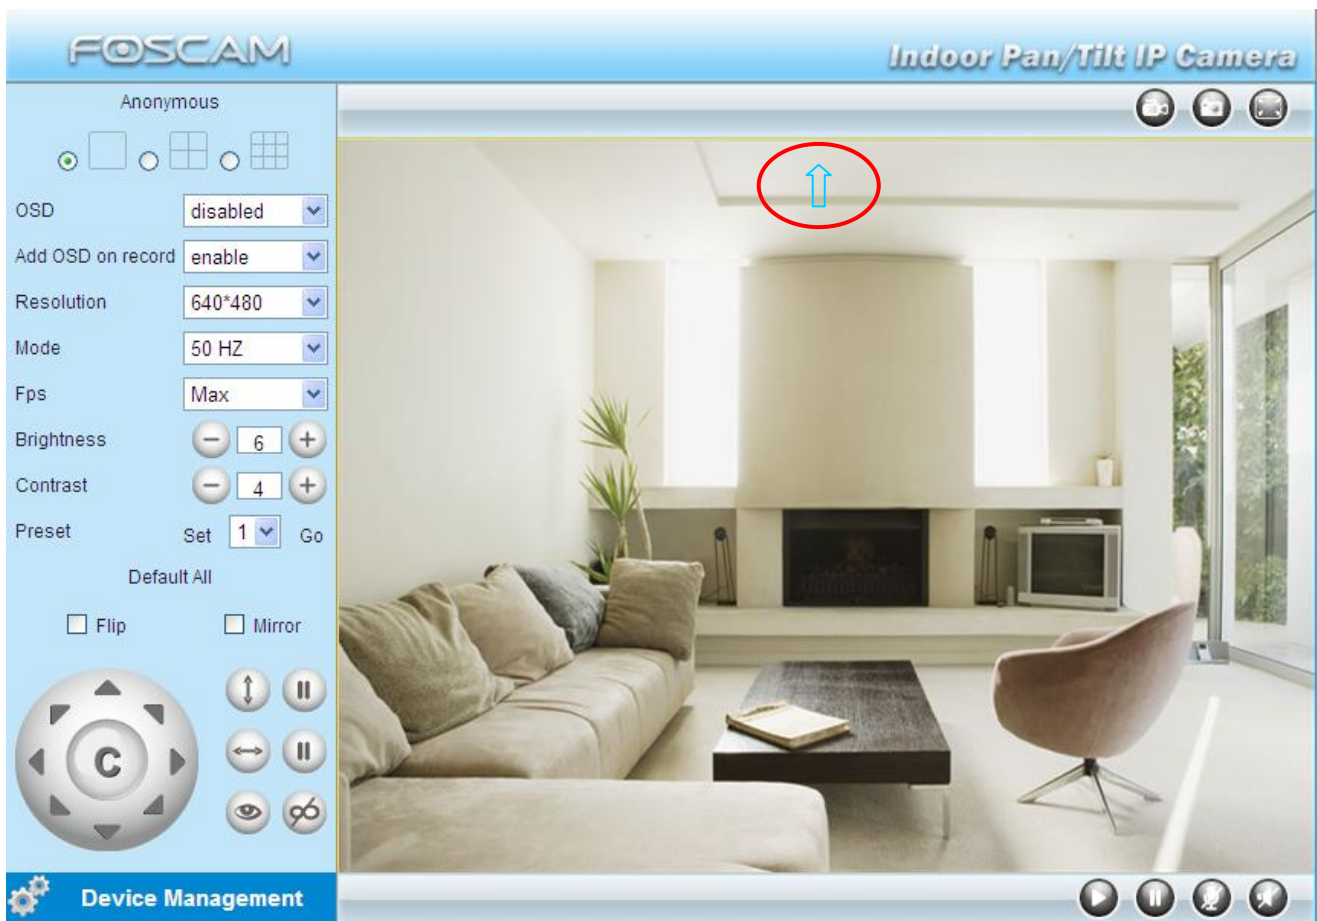 FOSCAM
Indoor Pan/Tilt IP Camera
Anonymous
OSD disabled
Add OSD on record enable
Resolution 640*480
Mode 50 HZ
Fps Max
Brightness 6
Contrast 4
Preset Set 1 Go
Default All
Flip Mirror
C
Device Management